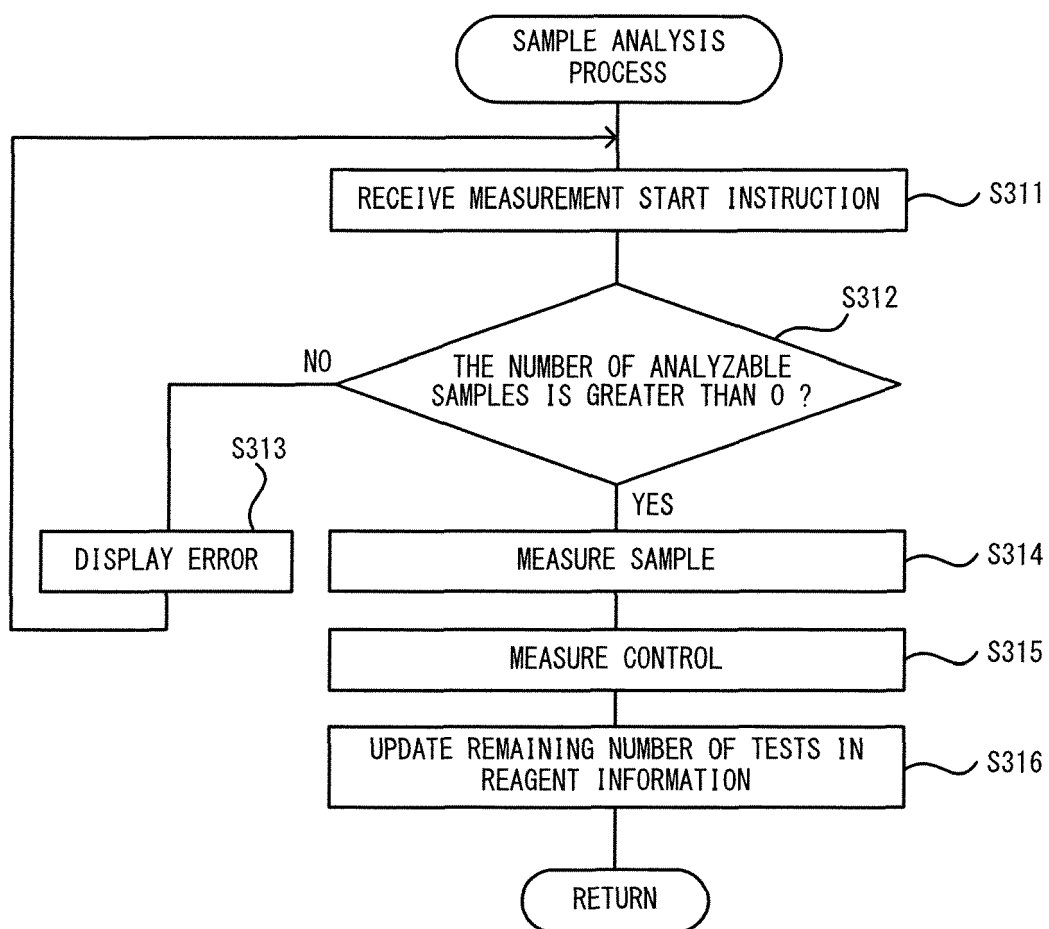 SAMPLE ANALYSIS
PROCESS
RECEIVE MEASUREMENT START INSTRUCTION
S311
S312
THE NUMBER OF ANALYZABLE
SAMPLES IS GREATER THAN 0 ?
NO
S313
YES
DISPLAY ERROR
MEASURE SAMPLE
S314
MEASURE CONTROL
S315
UPDATE REMAINING NUMBER OF TESTS IN
REAGENT INFORMATION
S316
RETURN